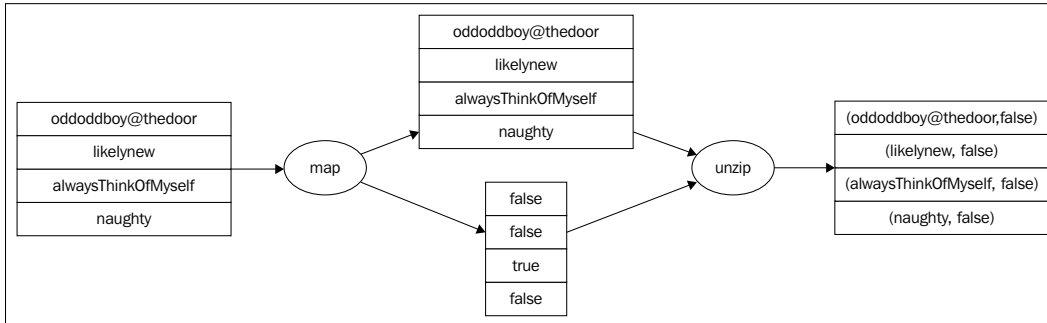 oddoddboy@thedoor
likelynew
alwaysThinkOfMyself
naughty
map
oddoddboy@thedoor
likelynew
alwaysThinkOfMyself
naughty
false
false
true
false
unzip
(oddoddboy@thedoor,false)
(likelynew, false)
(alwaysThinkOfMyself, false)
(naughty, false)